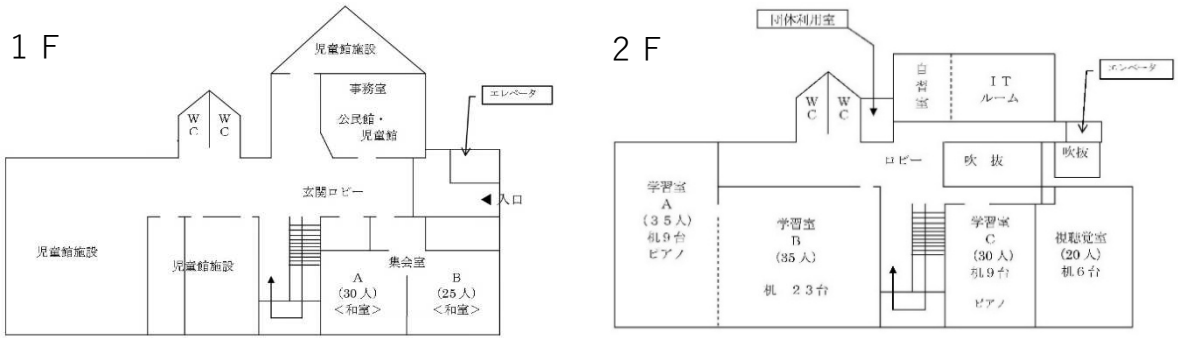 １Ｆ
児童館施設
事務室
公民館・
児童館
エレベータ
ＷＣ
ＷＣ
玄関ロビー
◀入口
児童館施設
児童館施設
集会室
Ａ
(30人)
＜和室＞
Ｂ
(25人)
＜和室＞
２Ｆ
団体利用室
自習室
ＩＴ
ルーム
エレベータ
ＷＣ
ＷＣ
ロビー
吹 抜
吹抜
学習室
Ａ
(３５人)
机９台
ピアノ
学習室
Ｂ
(35人)
机 ２３台
学習室
Ｃ
(30人)
机９台
ピアノ
視聴覚室
(20人)
机６台